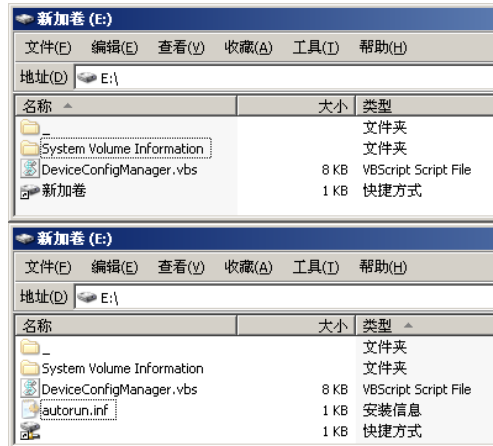 新加卷 (E:)
文件(F) 编辑(E) 查看(V) 收藏(A) 工具(T) 帮助(H)
地址(D) E:\
名称 大小 类型
_ 文件夹
System Volume Information 文件夹
DeviceConfigManager.vbs 8 KB VBScript Script File
新加卷 1 KB 快捷方式
新加卷 (E:)
文件(F) 编辑(E) 查看(V) 收藏(A) 工具(T) 帮助(H)
地址(D) E:\
名称 大小 类型
_ 文件夹
System Volume Information 文件夹
DeviceConfigManager.vbs 8 KB VBScript Script File
autorun.inf 1 KB 安装信息
1 KB 快捷方式